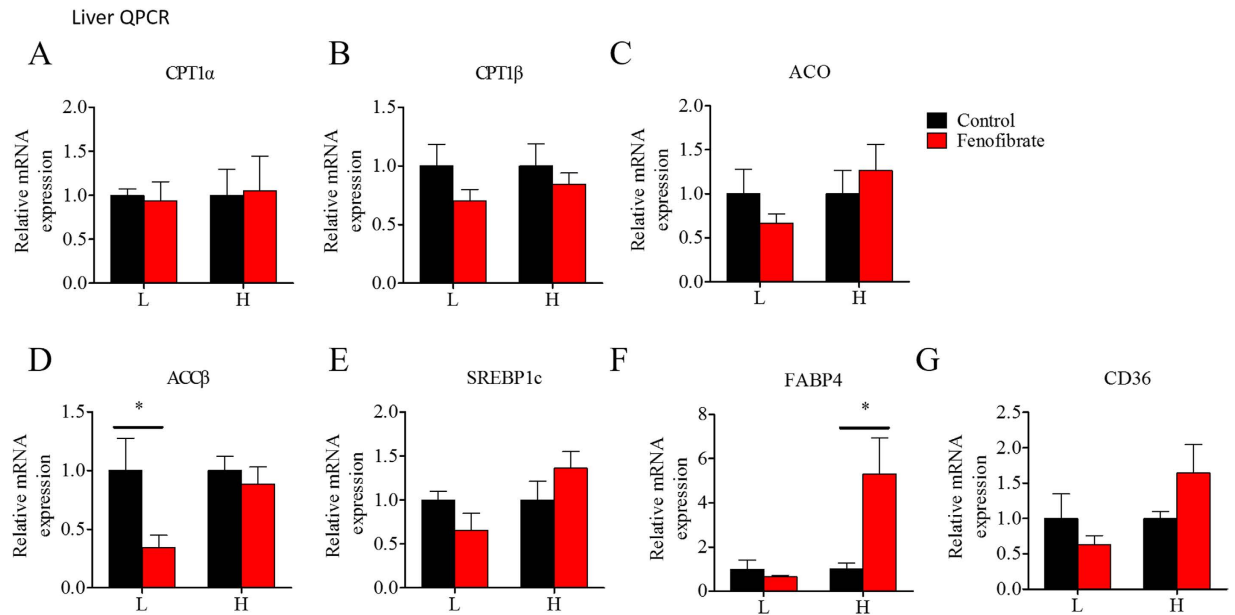 Liver QPCR
A
CPT1α
Relative mRNA
expression
2.0
1.5
1.0
0.5
0.0
L
H
B
CPT1β
Relative mRNA
expression
1.5
1.0
0.5
0.0
L
H
C
ACO
Relative mRNA
expression
2.0
1.5
1.0
0.5
0.0
L
H
Control
Fenofibrate
D
ACCβ
Relative mRNA
expression
1.5
1.0
0.5
0.0
*
L
H
E
SREBP1c
Relative mRNA
expression
2.0
1.5
1.0
0.5
0.0
L
H
F
FABP4
Relative mRNA
expression
8
6
4
2
0
*
L
H
G
CD36
Relative mRNA
expression
2.5
2.0
1.5
1.0
0.5
0.0
L
H